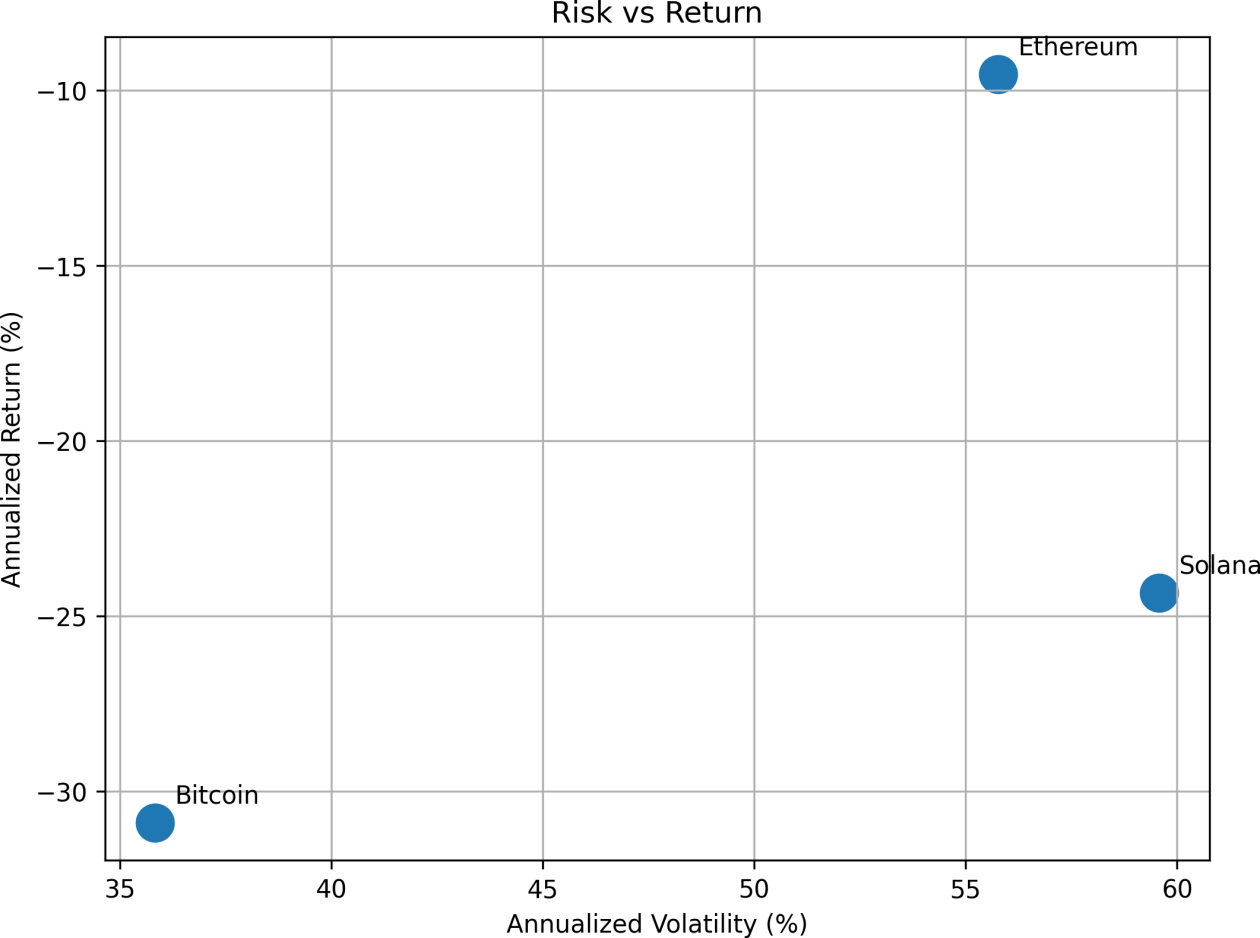 Risk vs Return
Ethereum
−10
−15
−20
Annualized Return (%)
Solana
−25
Bitcoin
−30
35 40 45 50 55 60
Annualized Volatility (%)